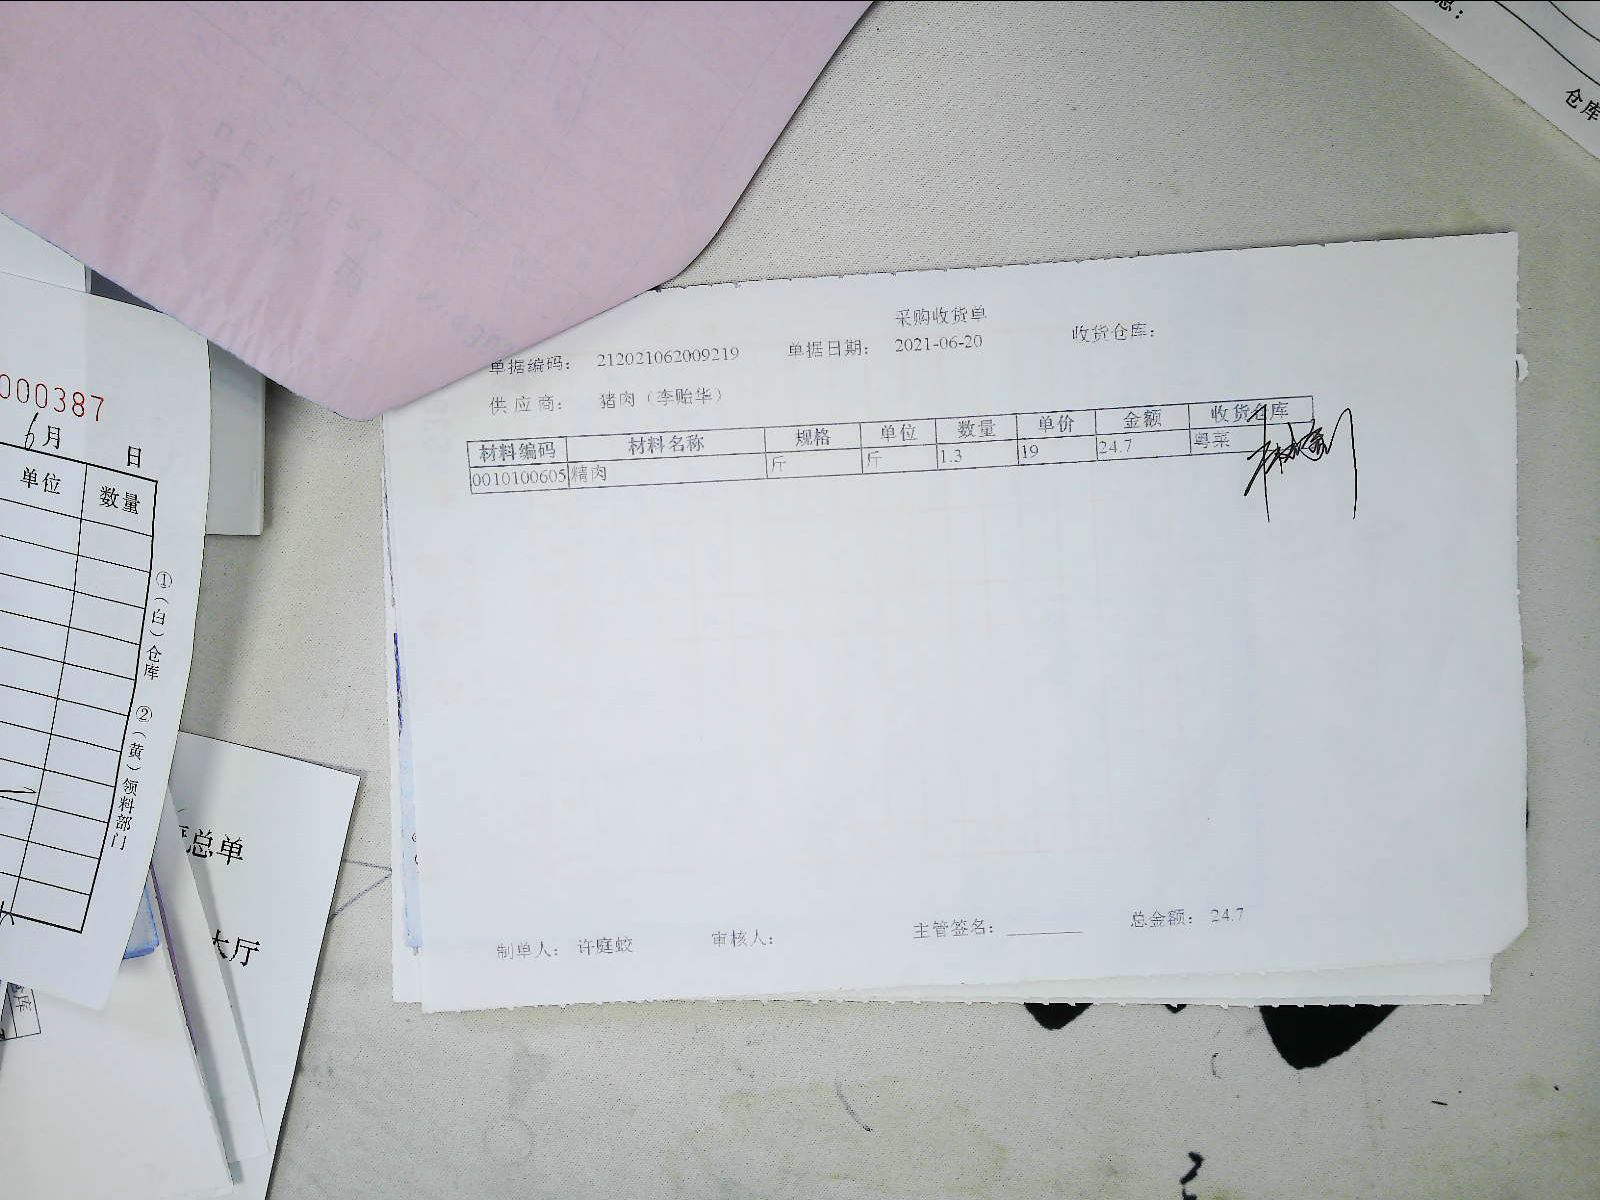 采购收货单
单据编码： 212021062009219 单据日期： 2021-06-20 收货仓库：
供 应 商： 猪肉（李贻华）
材料编码 材料名称 规格 单位 数量 单价 金额 收货仓库
0010100605 精肉 斤 斤 1.3 19 24.7 粤菜
制单人： 许庭蛟 审核人： 主管签名： ________ 总金额： 24.7
000387
6月 日
单位 数量
①（白）仓库 ②（黄）领料部门
总单
大厅
库
总：
仓库